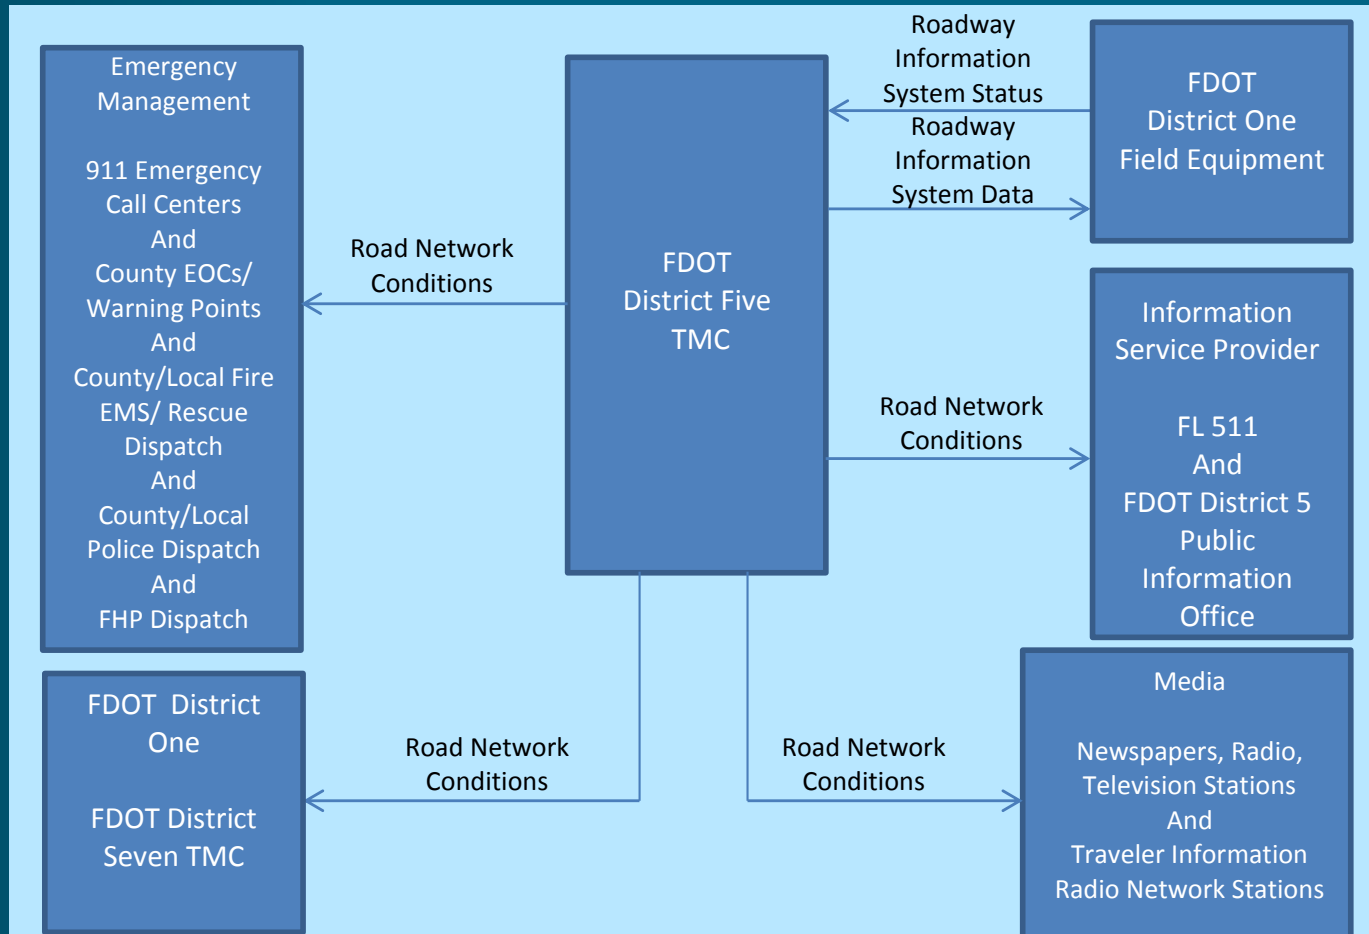 Emergency
Management
911 Emergency
Call Centers
And
County EOCs/
Warning Points
And
County/Local Fire
EMS/ Rescue
Dispatch
And
County/Local
Police Dispatch
And
FHP Dispatch
Road Network
Conditions
FDOT
District Five
TMC
Roadway
Information
System Status
Roadway
Information
System Data
FDOT
District One
Field Equipment
Road Network
Conditions
Information
Service Provider
FL 511
And
FDOT District 5
Public
Information
Office
FDOT District
One
FDOT District
Seven TMC
Road Network
Conditions
Road Network
Conditions
Media
Newspapers, Radio,
Television Stations
And
Traveler Information
Radio Network Stations